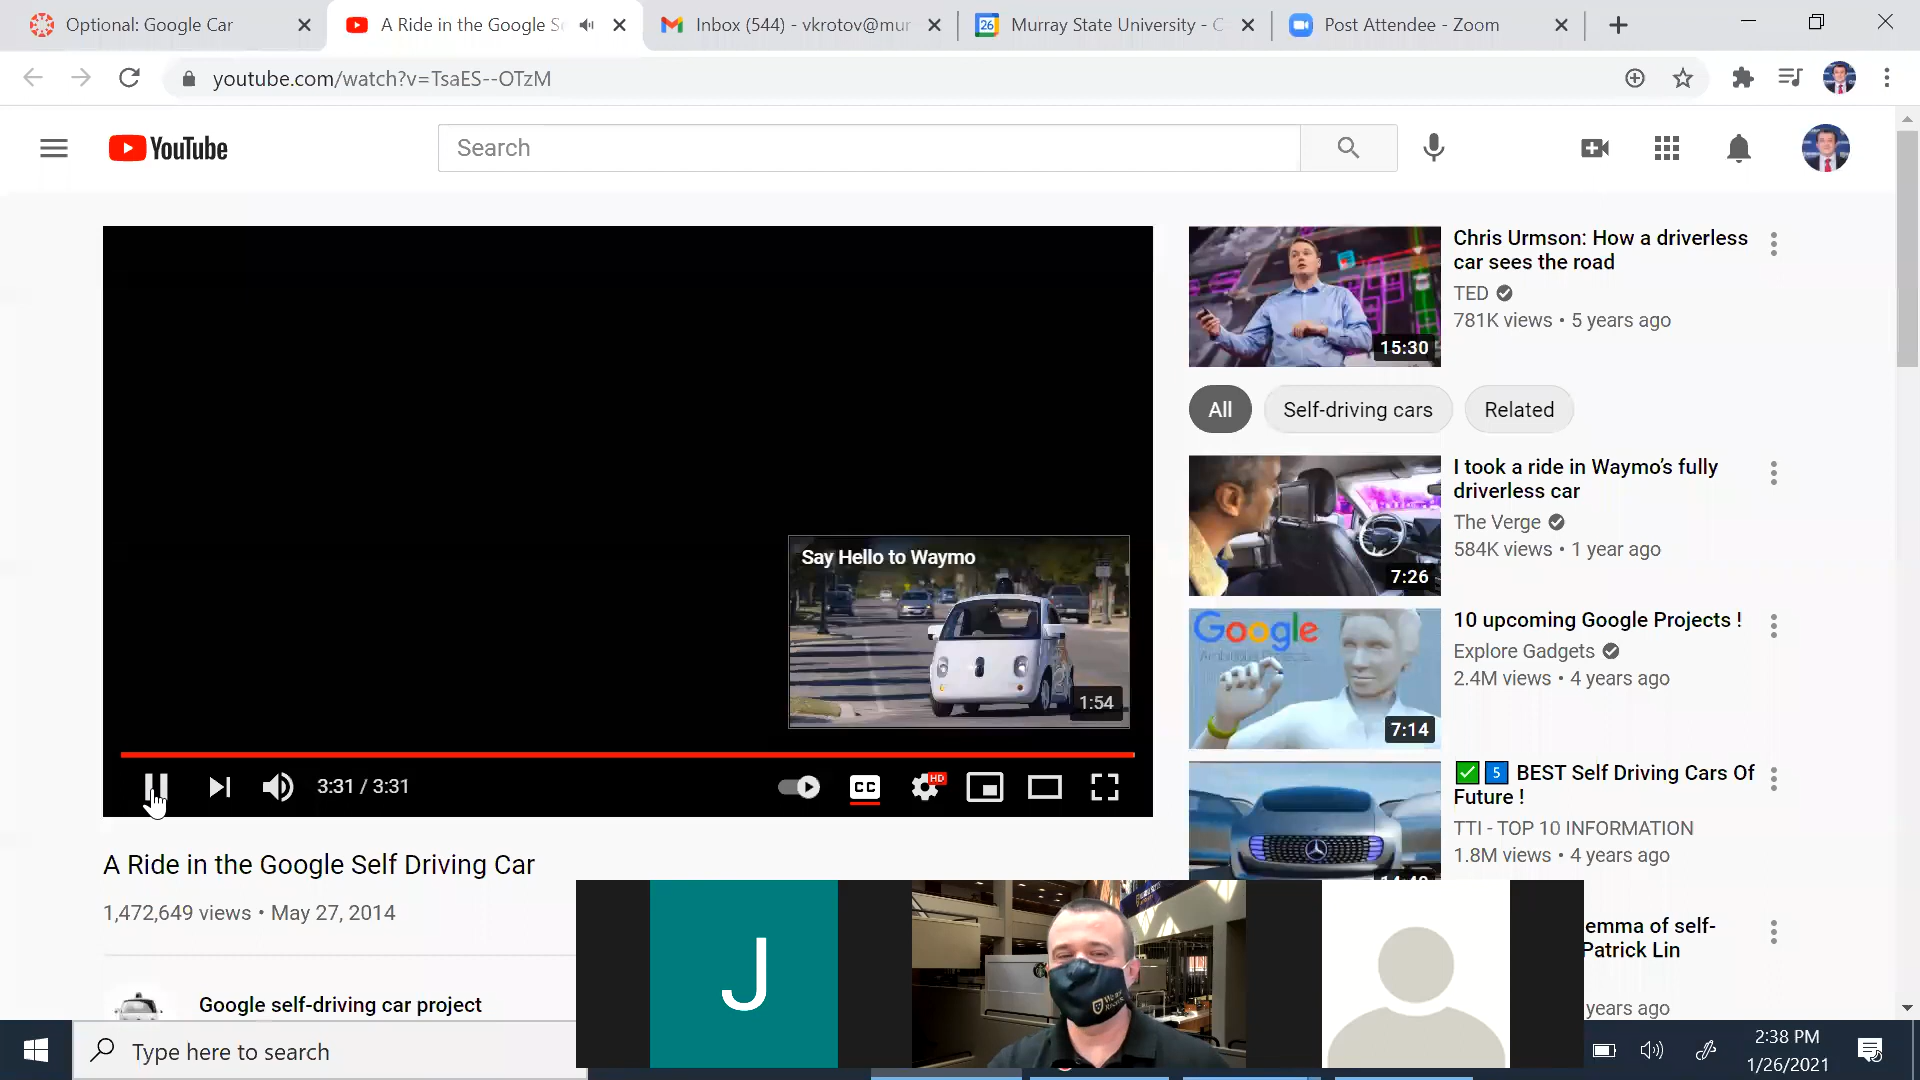 Optional: Google Car
A Ride in the Google S
Inbox (544) - vkrotov@mur
26
Murray State University - C
Post Attendee - Zoom
youtube.com/watch?v=TsaES--OTzM
YouTube
Search
Say Hello to Waymo
1:54
3:31 / 3:31
CC
HD
A Ride in the Google Self Driving Car
1,472,649 views • May 27, 2014
Google self-driving car project
Chris Urmson: How a driverless
car sees the road
TED
781K views • 5 years ago
15:30
All
Self-driving cars
Related
I took a ride in Waymo’s fully
driverless car
The Verge
584K views • 1 year ago
7:26
Google
10 upcoming Google Projects !
Explore Gadgets
2.4M views • 4 years ago
7:14
✅ 5 BEST Self Driving Cars Of
Future !
TTI - TOP 10 INFORMATION
1.8M views • 4 years ago
emma of self-
Patrick Lin
years ago
J
Type here to search
2:38 PM
1/26/2021